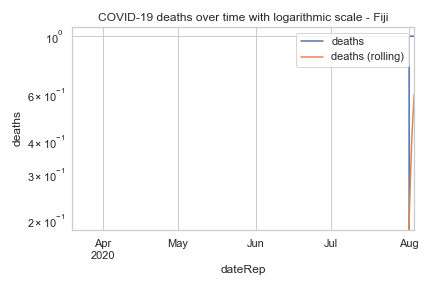 COVID-19 deaths over time with logarithmic scale - Fiji
10⁰
deaths
deaths (rolling)
6 × 10⁻¹
4 × 10⁻¹
3 × 10⁻¹
2 × 10⁻¹
deaths
Apr
2020
May
Jun
Jul
Aug
dateRep